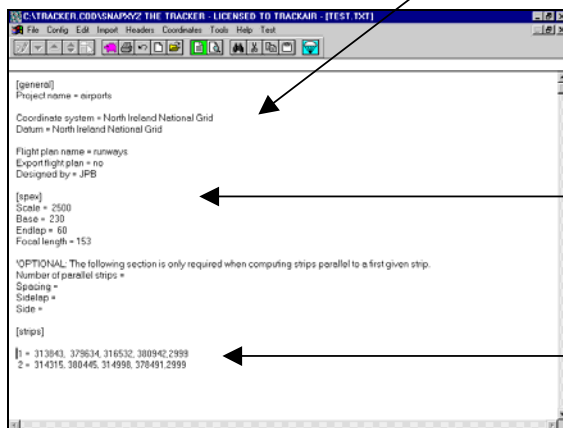 C:\TRACKER.COD\SNAPXYZ THE TRACKER - LICENSED TO TRACKAIR - [TEST.TXT]
File Config Edit Import Headers Coordinates Tools Help Test
[general]
Project name = airports
Coordinate system = North Ireland National Grid
Datum = North Ireland National Grid
Flight plan name = runways
Export flight plan = no
Designed by = JPB
[spex]
Scale = 2500
Base = 230
Endlap = 60
Focal length = 153
'OPTIONAL: The following section is only required when computing strips parallel to a first given strip.
Number of parallel strips =
Spacing =
Sidelap =
Side =
[strips]
1 = 313843, 379634, 316532, 380942,2999
2 = 314315, 380445, 314998, 378491,2999